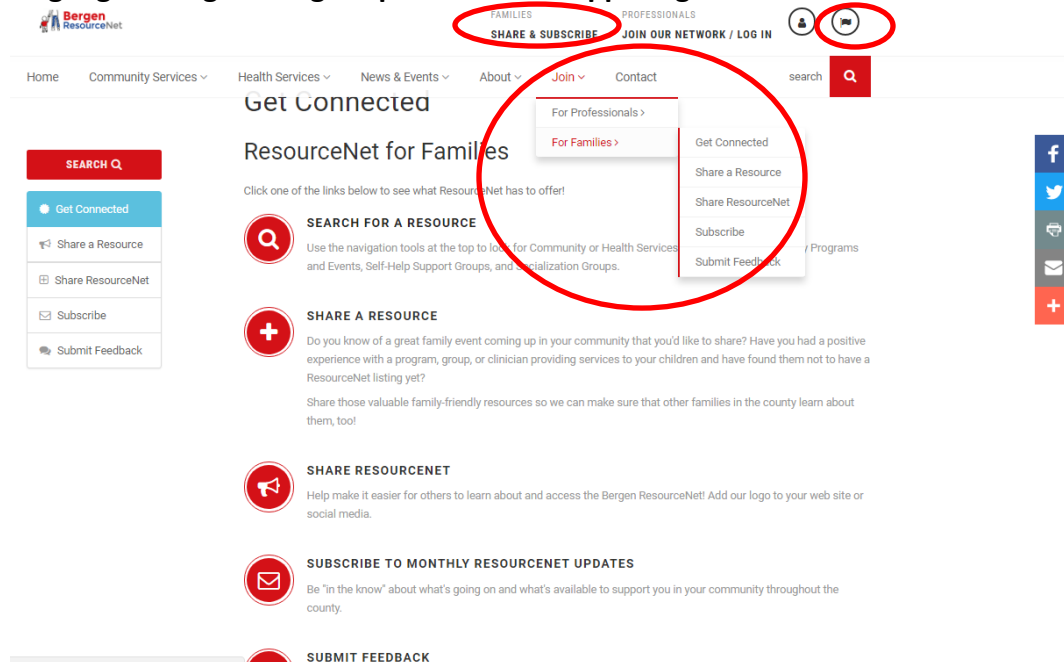 Bergen
ResourceNet
FAMILIES
SHARE & SUBSCRIBE
PROFESSIONALS
JOIN OUR NETWORK / LOG IN
Home Community Services Health Services News & Events About Join Contact search
Get Connected
For Professionals >
For Families >
Get Connected
Share a Resource
Share ResourceNet
Subscribe
Submit Feedback
SEARCH
Get Connected
Share a Resource
Share ResourceNet
Subscribe
Submit Feedback
ResourceNet for Families
Click one of the links below to see what ResourceNet has to offer!
SEARCH FOR A RESOURCE
Use the navigation tools at the top to look for Community or Health Services Programs
and Events, Self-Help Support Groups, and Socialization Groups.
SHARE A RESOURCE
Do you know of a great family event coming up in your community that you'd like to share? Have you had a positive
experience with a program, group, or clinician providing services to your children and have found them not to have a
ResourceNet listing yet?
Share those valuable family-friendly resources so we can make sure that other families in the county learn about
them, too!
SHARE RESOURCENET
Help make it easier for others to learn about and access the Bergen ResourceNet! Add our logo to your web site or
social media.
SUBSCRIBE TO MONTHLY RESOURCENET UPDATES
Be "in the know" about what's going on and what's available to support you in your community throughout the
county.
SUBMIT FEEDBACK